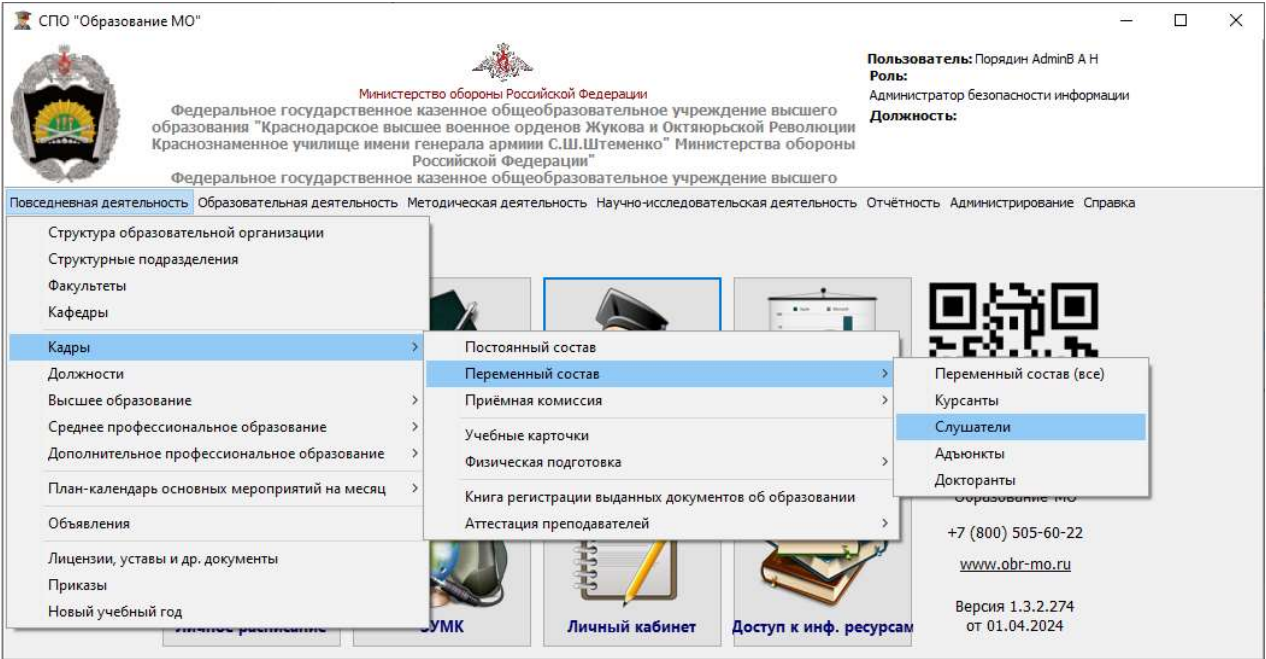 СПО "Образование МО"
Министерство обороны Российской Федерации
Федеральное государственное казенное общеобразовательное учреждение высшего
образования "Краснодарское высшее военное орденов Жукова и Октяюрьской Революции
Краснознаменное училище имени генерала армиии С.Ш.Штеменко" Министерства обороны
Российской Федерации"
Федеральное государственное казенное общеобразовательное учреждение высшего
Пользователь: Порядин AdminB А Н
Роль:
Администратор безопасности информации
Должность:
Повседневная деятельность Образовательная деятельность Методическая деятельность Научно-исследовательская деятельность Отчётность Администрирование Справка
Структура образовательной организации
Структурные подразделения
Факультеты
Кафедры
Кадры
Должности
Высшее образование
Среднее профессиональное образование
Дополнительное профессиональное образование
План-календарь основных мероприятий на месяц
Объявления
Лицензии, уставы и др. документы
Приказы
Новый учебный год
Постоянный состав
Переменный состав
Приёмная комиссия
Учебные карточки
Физическая подготовка
Книга регистрации выданных документов об образовании
Аттестация преподавателей
Переменный состав (все)
Курсанты
Слушатели
Адъюнкты
Докторанты
Образование МО
+7 (800) 505-60-22
www.obr-mo.ru
Версия 1.3.2.274
от 01.04.2024
Личное расписание
ЭУМК
Личный кабинет
Доступ к инф. ресурсам